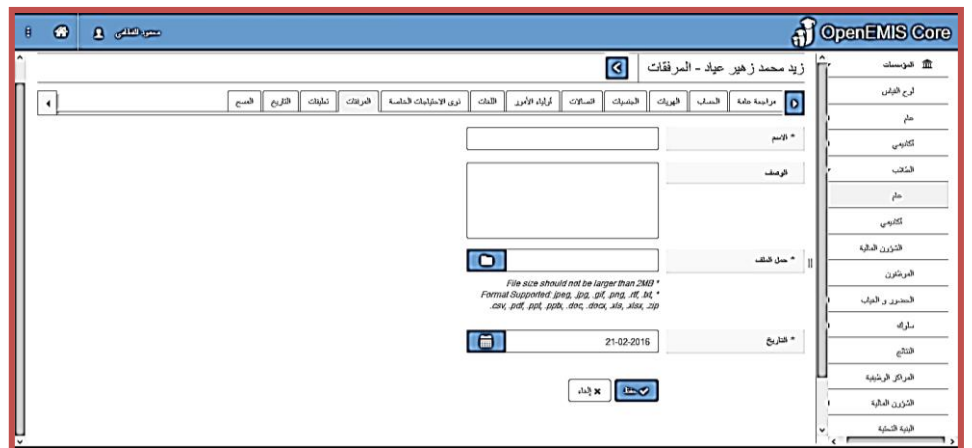 OpenEMIS Core
زيد محمد زهير عياد - المرفقات
مراجعة عامة
الحساب
الهويات
الجنسيات
اتصالات
أولياء الأمور
اللغات
ذوي الاحتياجات الخاصة
المرفقات
تعليقات
التاريخ
المسح
* الاسم
الوصف
* حمل الملف
File size should not be larger than 2MB *
Format Supported: jpeg, .jpg, .gif, .png, .rtf, .txt, *
.csv, .pdf, .ppt, .pptx, .doc, .docx, .xls, .xlsx, .zip
* التاريخ
21-02-2016
حفظ
إلغاء
المؤسسات
لوح القياس
عام
أكاديمي
الطالب
عام
أكاديمي
الشؤون المالية
الموظفون
الحضور و الغياب
سلوك
النتائج
المراكز الوظيفية
الشؤون المالية
البنية التحتية